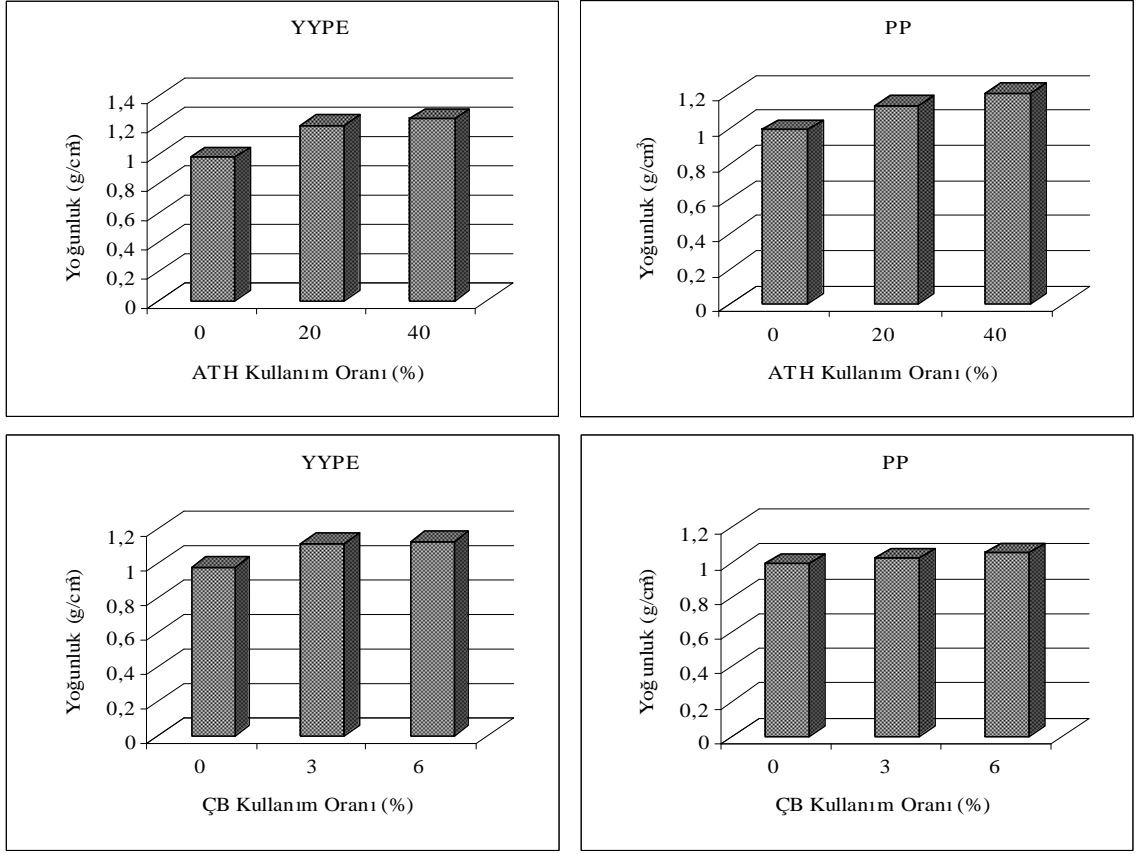 YYPE
1,4
1,2
1
0,8
0,6
0,4
0,2
0
Yoğunluk (g/cm³)
0 20 40
ATH Kullanım Oranı (%)
PP
1,2
1
0,8
0,6
0,4
0,2
0
Yoğunluk (g/cm³)
0 20 40
ATH Kullanım Oranı (%)
YYPE
1,2
1
0,8
0,6
0,4
0,2
0
Yoğunluk (g/cm³)
0 3 6
ÇB Kullanım Oranı (%)
PP
1,2
1
0,8
0,6
0,4
0,2
0
Yoğunluk (g/cm³)
0 3 6
ÇB Kullanım Oranı (%)